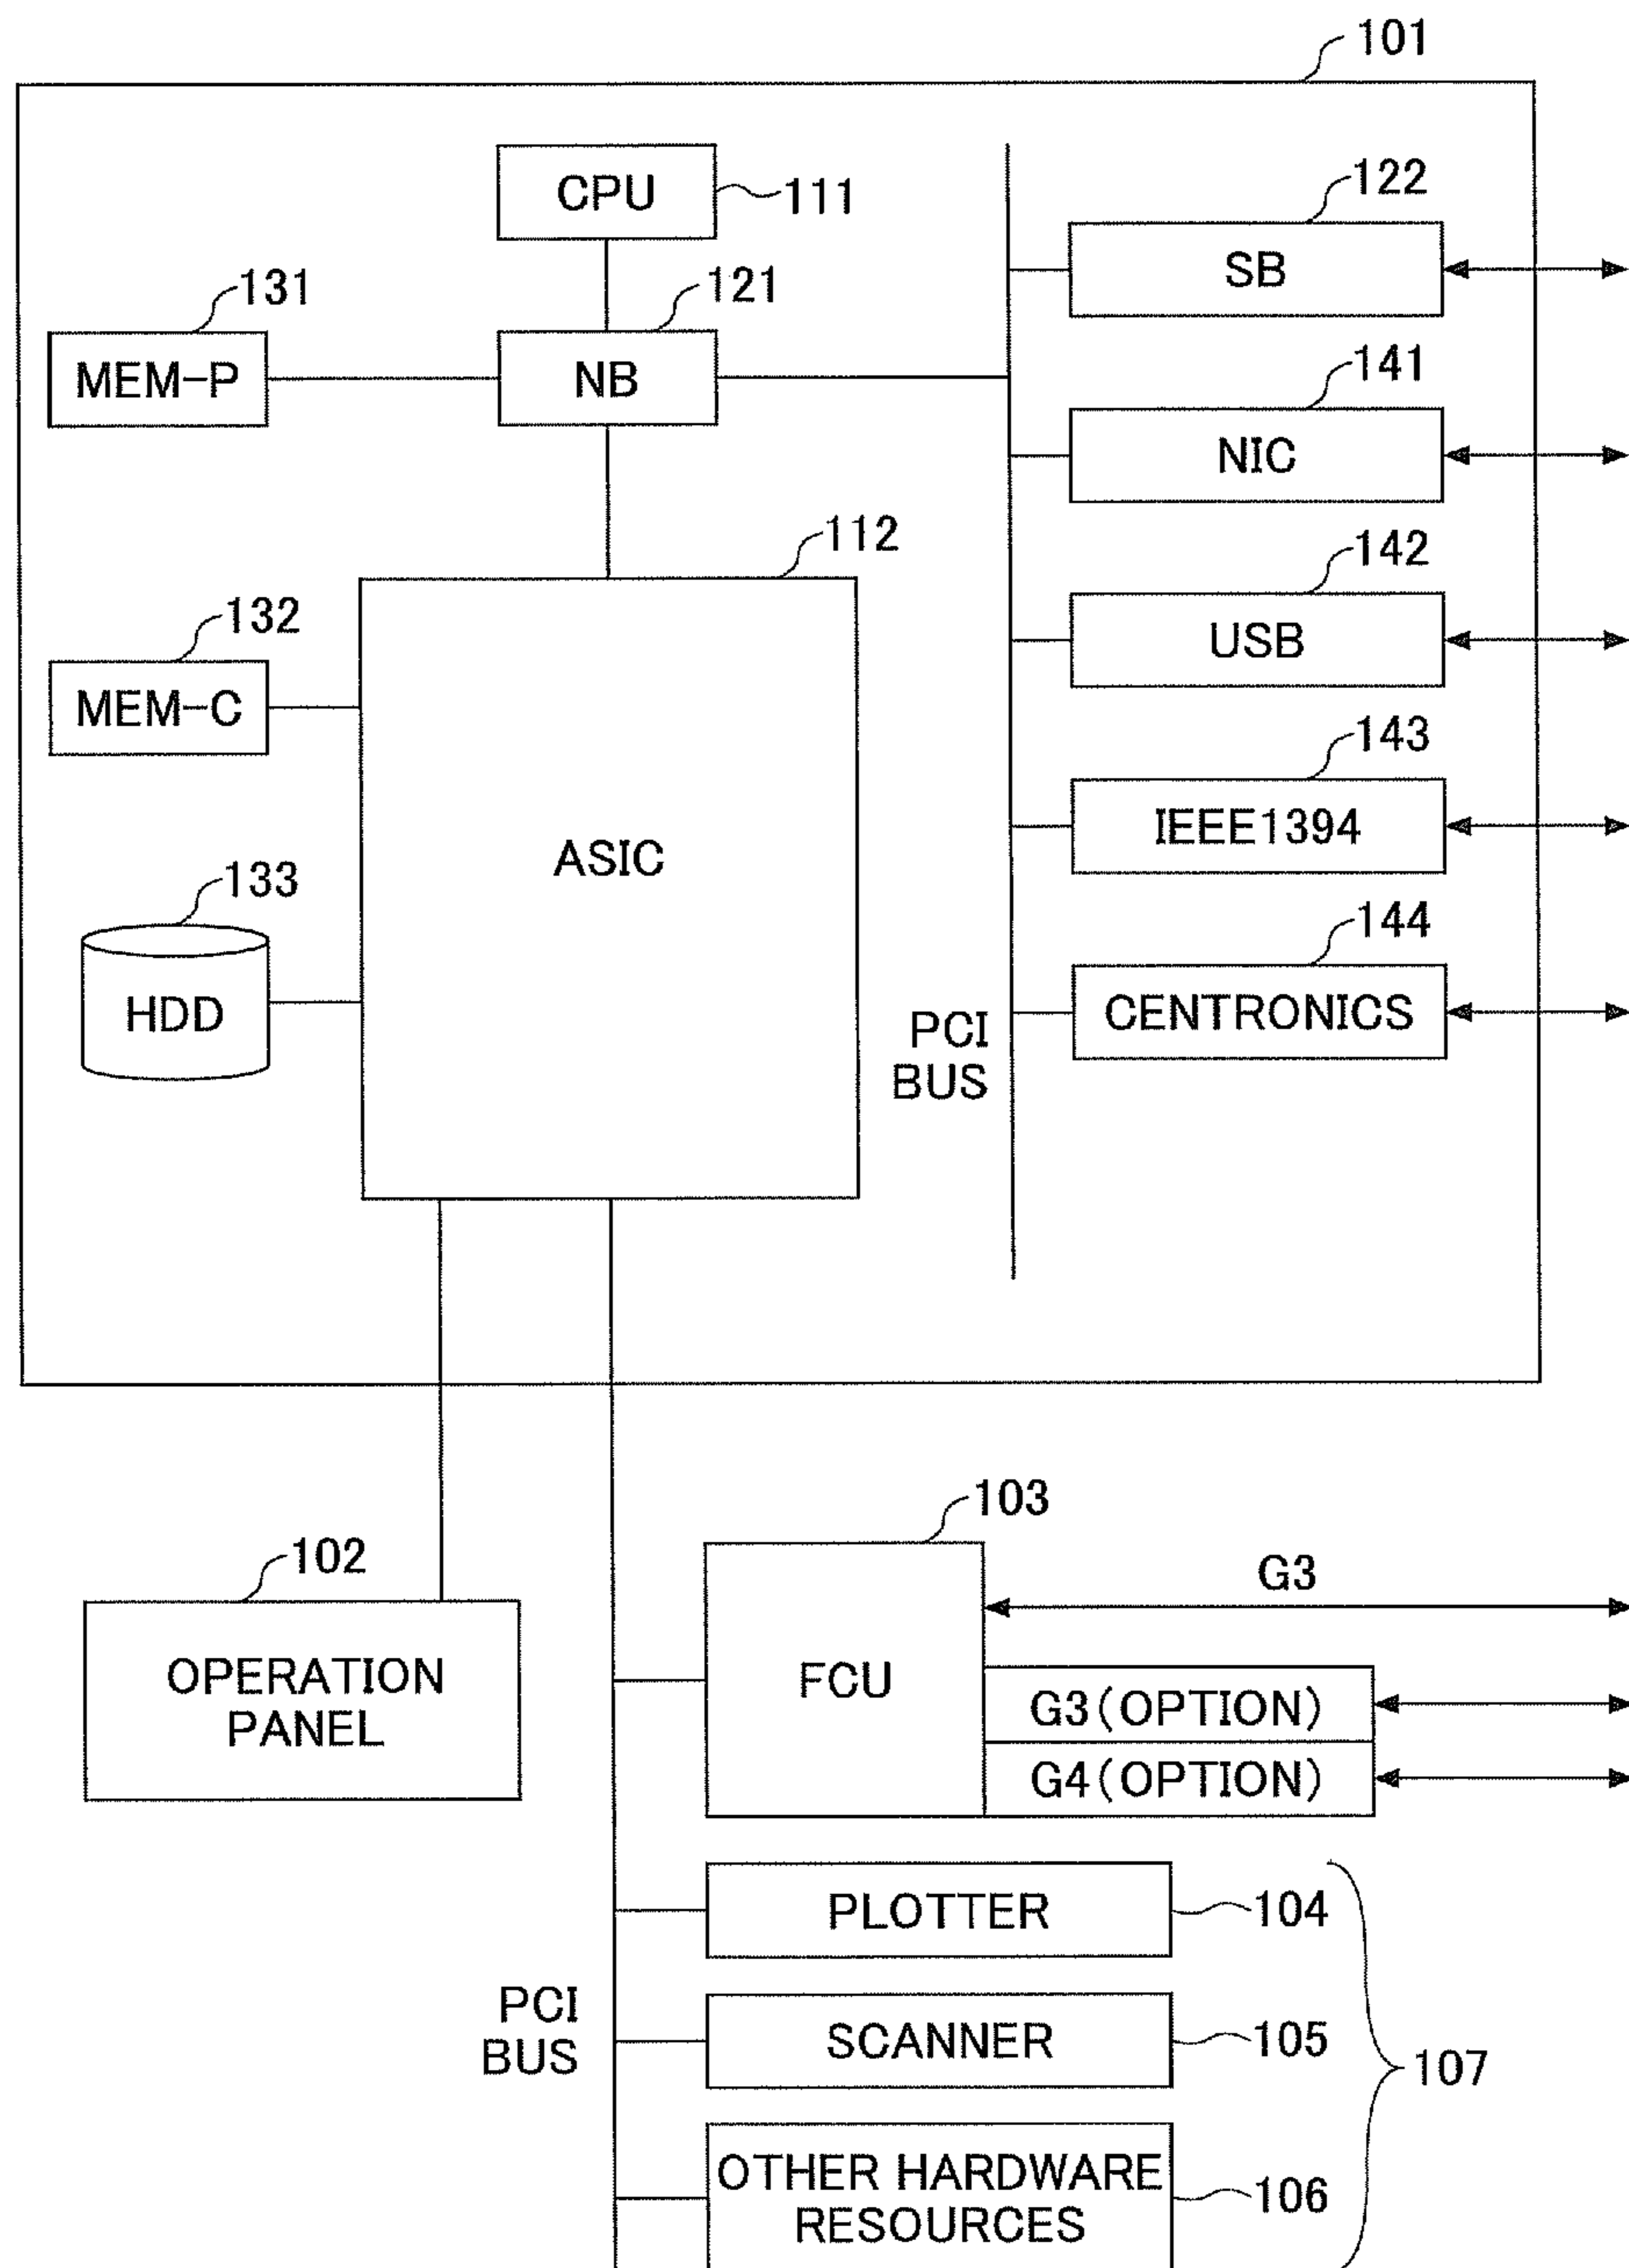 101
CPU
111
122
SB
131
121
MEM-P
NB
141
NIC
112
142
USB
132
MEM-C
143
IEEE1394
ASIC
133
HDD
144
CENTRONICS
PCI
BUS
103
102
G3
OPERATION
PANEL
FCU
G3(OPTION)
G4(OPTION)
PLOTTER
104
PCI
BUS
SCANNER
105
107
OTHER HARDWARE
RESOURCES
106